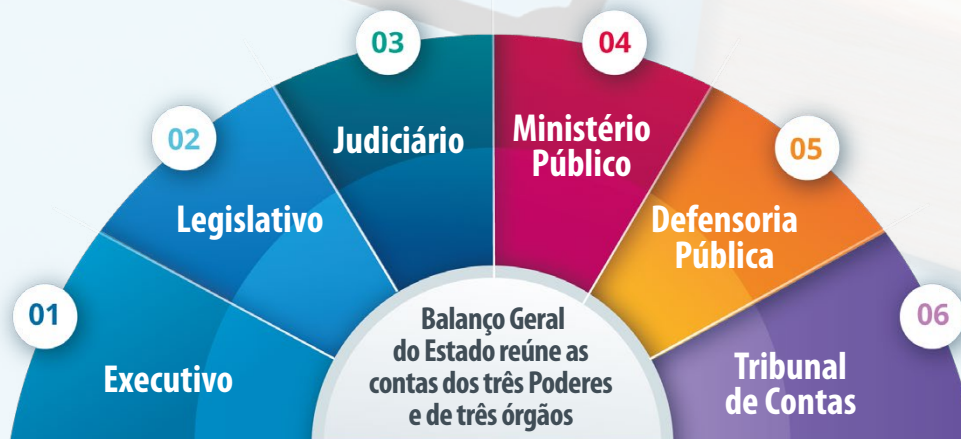 01
Executivo
02
Legislativo
03
Judiciário
04
Ministério
Público
05
Defensoria
Pública
06
Tribunal
de Contas
Balanço Geral
do Estado reúne as
contas dos três Poderes
e de três órgãos